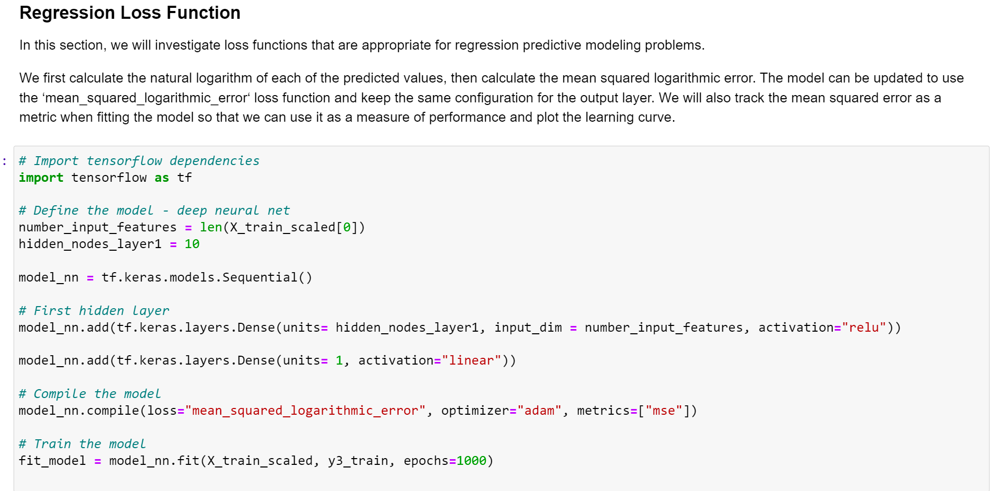 Regression Loss Function
In this section, we will investigate loss functions that are appropriate for regression predictive modeling problems.
We first calculate the natural logarithm of each of the predicted values, then calculate the mean squared logarithmic error. The model can be updated to use
the ‘mean_squared_logarithmic_error‘ loss function and keep the same configuration for the output layer. We will also track the mean squared error as a
metric when fitting the model so that we can use it as a measure of performance and plot the learning curve.
:
# Import tensorflow dependencies
import tensorflow as tf
# Define the model - deep neural net
number_input_features = len(X_train_scaled[0])
hidden_nodes_layer1 = 10
model_nn = tf.keras.models.Sequential()
# First hidden layer
model_nn.add(tf.keras.layers.Dense(units= hidden_nodes_layer1, input_dim = number_input_features, activation="relu"))
model_nn.add(tf.keras.layers.Dense(units= 1, activation="linear"))
# Compile the model
model_nn.compile(loss="mean_squared_logarithmic_error", optimizer="adam", metrics=["mse"])
# Train the model
fit_model = model_nn.fit(X_train_scaled, y3_train, epochs=1000)